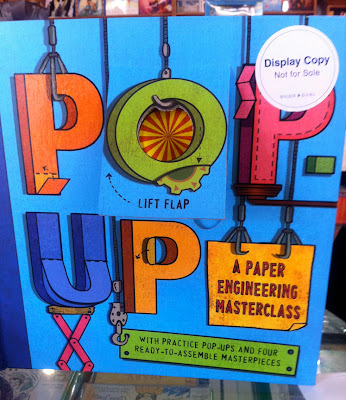 Display Copy
Not for Sale
POP-
LIFT FLAP
UP
A PAPER
ENGINEERING
MASTERCLASS
WITH PRACTICE POP-UPS AND FOUR
READY-TO-ASSEMBLE MASTERPIECES